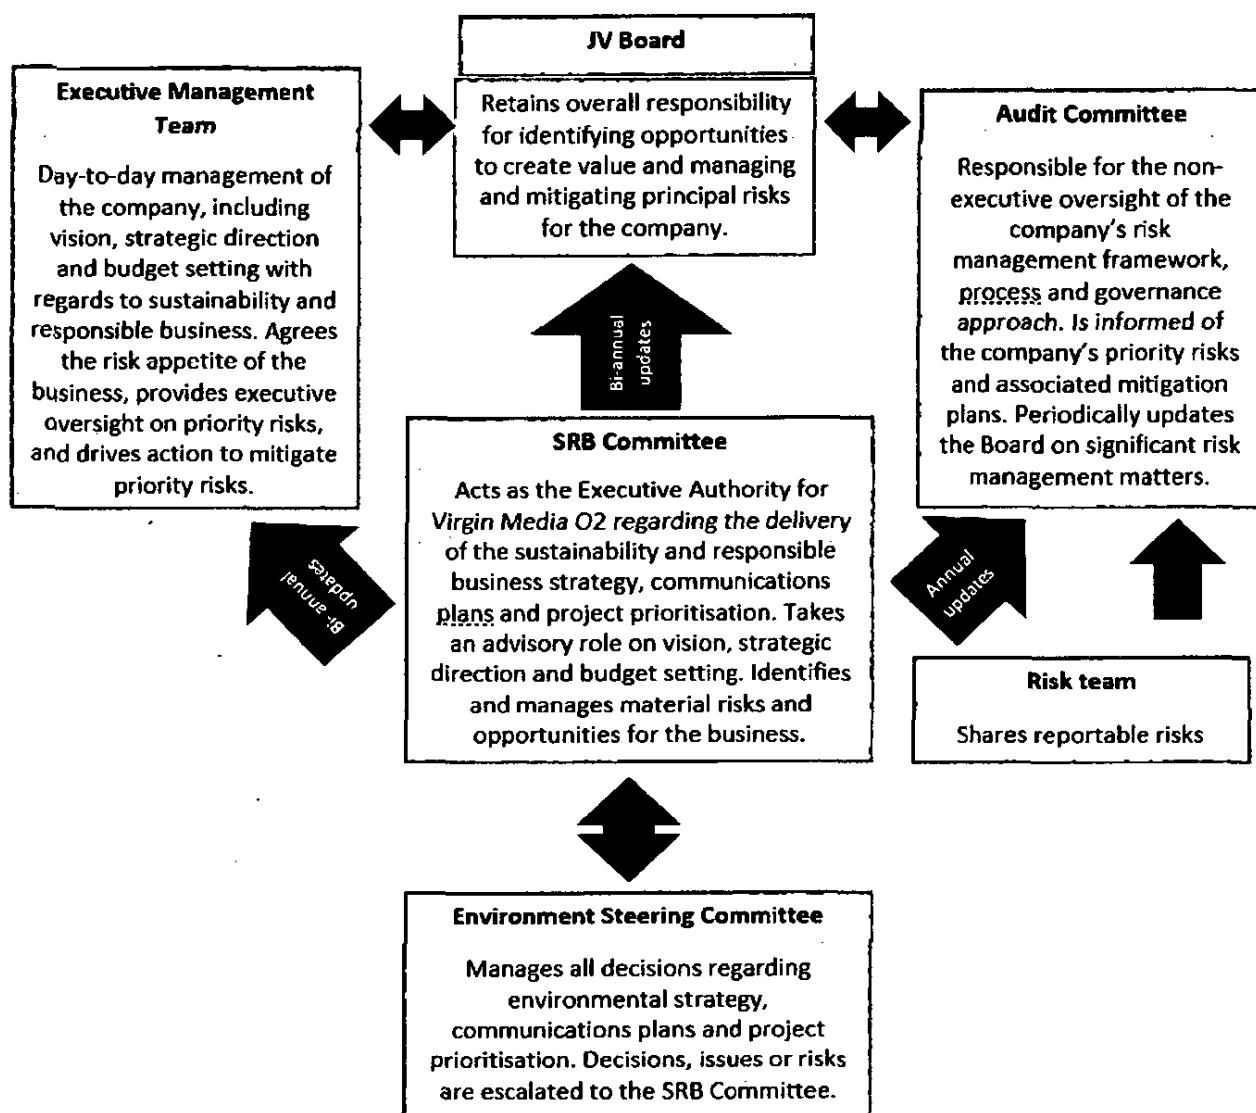 JV Board
Retains overall responsibility
for identifying opportunities
to create value and managing
and mitigating principal risks
for the company.
Executive Management
Team
Day-to-day management of
the company, including
vision, strategic direction
and budget setting with
regards to sustainability and
responsible business. Agrees
the risk appetite of the
business, provides executive
oversight on priority risks,
and drives action to mitigate
priority risks.
Audit Committee
Responsible for the non-
executive oversight of the
company's risk
management framework,
process and governance
approach. Is informed of
the company's priority risks
and associated mitigation
plans. Periodically updates
the Board on significant risk
management matters.
Bi-annual
updates
SRB Committee
Acts as the Executive Authority for
Virgin Media O2 regarding the delivery
of the sustainability and responsible
business strategy, communications
plans and project prioritisation. Takes
an advisory role on vision, strategic
direction and budget setting. Identifies
and manages material risks and
opportunities for the business.
Bi- annual
updates
Annual
updates
Risk team
Shares reportable risks
Environment Steering Committee
Manages all decisions regarding
environmental strategy,
communications plans and project
prioritisation. Decisions, issues or risks
are escalated to the SRB Committee.